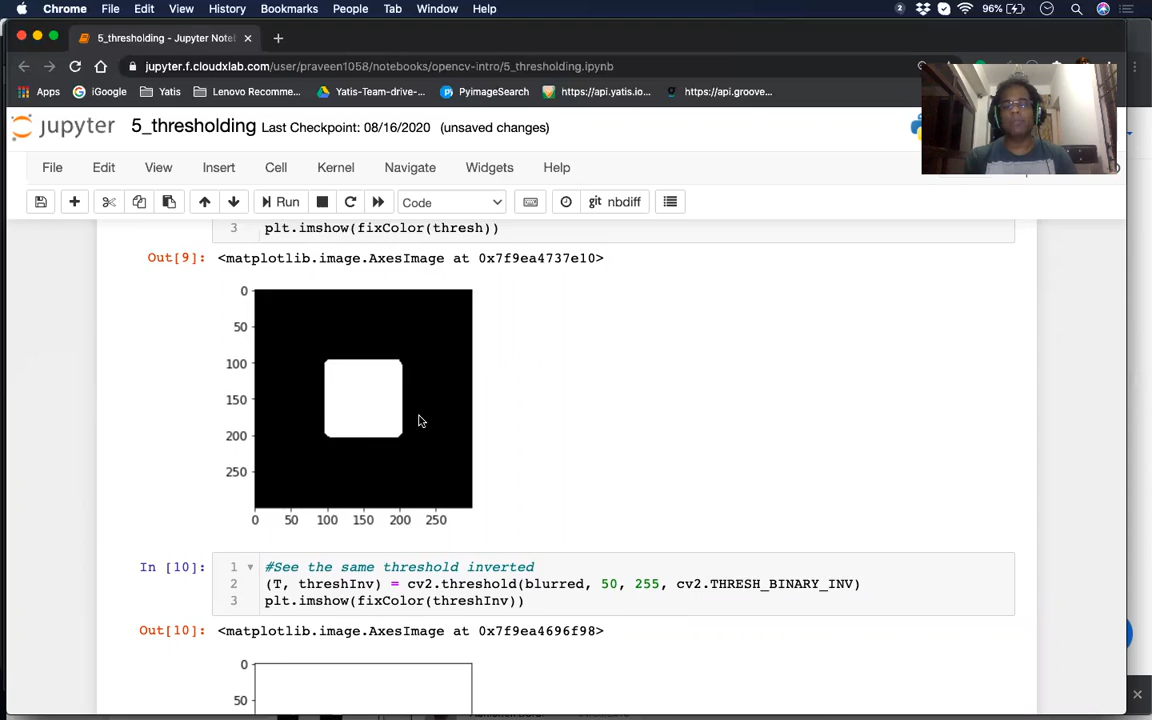 Chrome File Edit View History Bookmarks People Tab Window Help 2 96%
5_thresholding - Jupyter Note
jupyter.f.cloudxlab.com/user/praveen1058/notebooks/opencv-intro/5_thresholding.ipynb
Apps iGoogle Yatis Lenovo Recomme... Yatis-Team-drive-... PyimageSearch https://api.yatis.io... https://api.groove...
jupyter 5_thresholding Last Checkpoint: 08/16/2020 (unsaved changes)
File Edit View Insert Cell Kernel Navigate Widgets Help
Run Code git nbdiff
3 plt.imshow(fixColor(thresh))
Out[9]: <matplotlib.image.AxesImage at 0x7f9ea4737e10>
0
50
100
150
200
250
0 50 100 150 200 250
In [10]: 1 #See the same threshold inverted
2 (T, threshInv) = cv2.threshold(blurred, 50, 255, cv2.THRESH_BINARY_INV)
3 plt.imshow(fixColor(threshInv))
Out[10]: <matplotlib.image.AxesImage at 0x7f9ea4696f98>
0
50